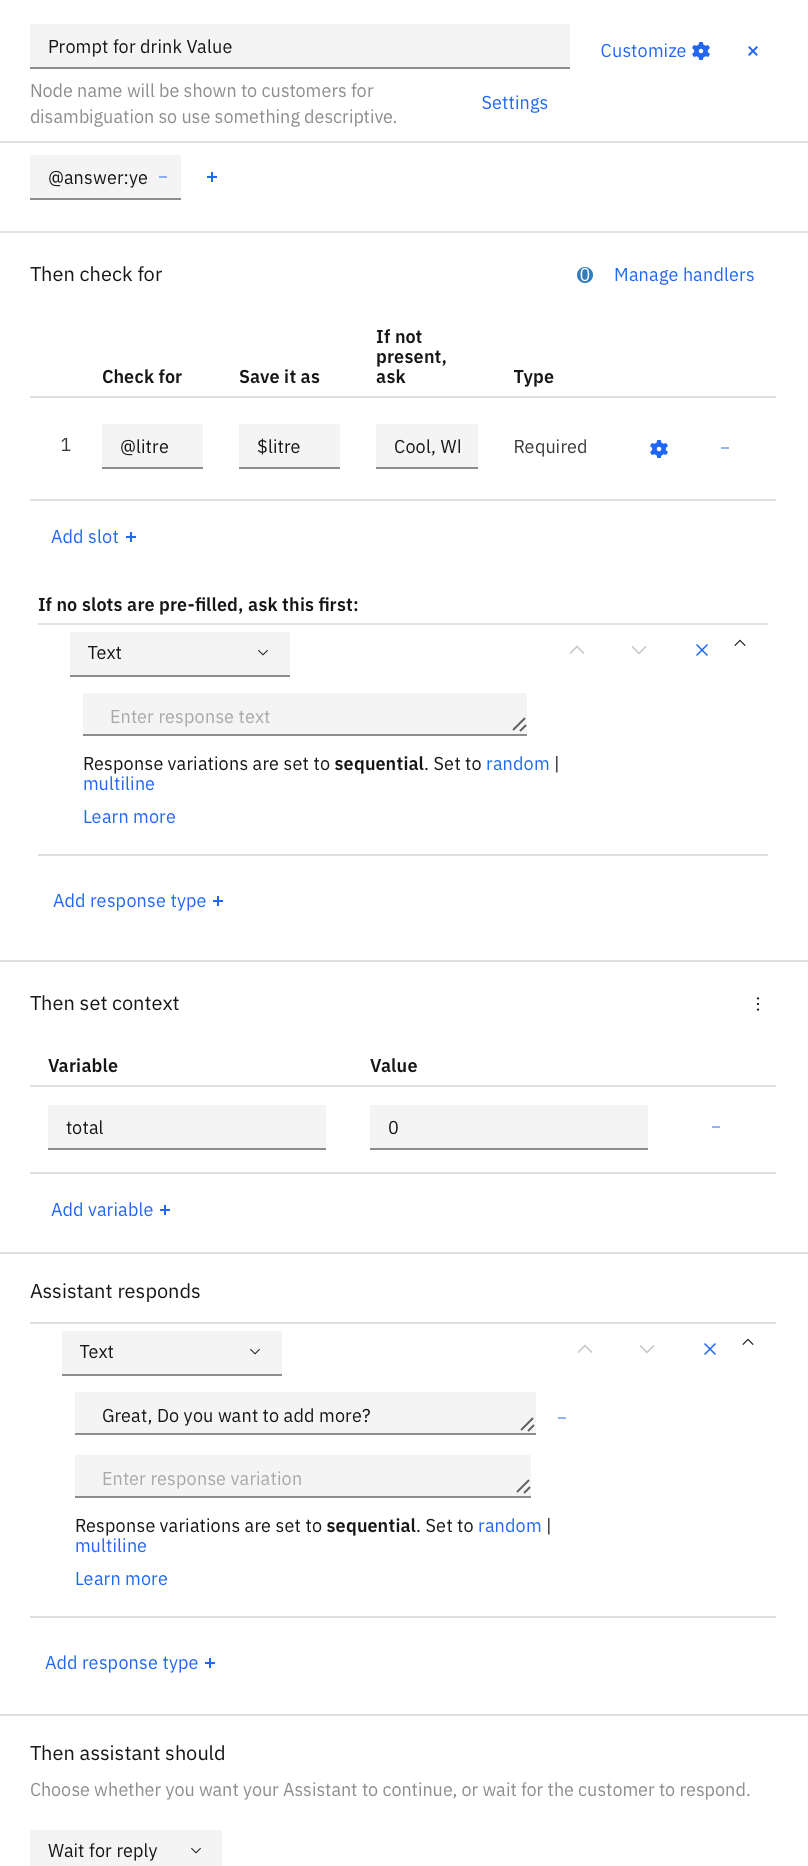 Prompt for drink Value
Customize
Node name will be shown to customers for
disambiguation so use something descriptive.
Settings
@answer:ye
Then check for
0 Manage handlers
Check for Save it as If not present, ask Type
1 @litre $litre Cool, Wl Required
Add slot +
If no slots are pre-filled, ask this first:
Text
Enter response text
Response variations are set to sequential. Set to random |
multiline
Learn more
Add response type +
Then set context
Variable Value
total 0
Add variable +
Assistant responds
Text
Great, Do you want to add more?
Enter response variation
Response variations are set to sequential. Set to random |
multiline
Learn more
Add response type +
Then assistant should
Choose whether you want your Assistant to continue, or wait for the customer to respond.
Wait for reply